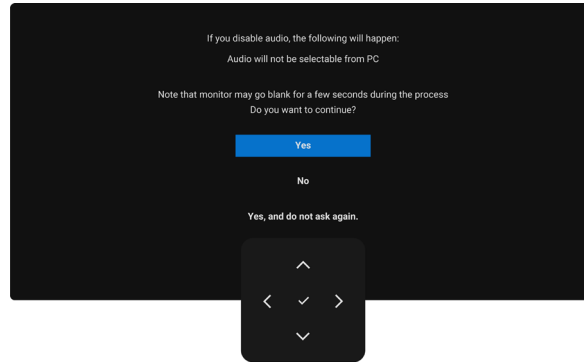 If you disable audio, the following will happen:
Audio will not be selectable from PC
Note that monitor may go blank for a few seconds during the process
Do you want to continue?
Yes
No
Yes, and do not ask again.